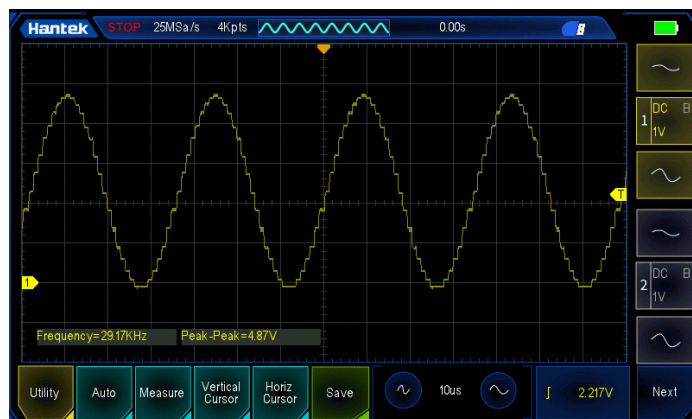 Hantek STOP 25MSa/s 4Kpts 0.00s
T
DC B
1
1V
1
DC B
2
1V
Frequency=29.17KHz Peak-Peak=4.87V
Utility Auto Measure Vertical Cursor Horiz Cursor Save 10us 2.217V Next